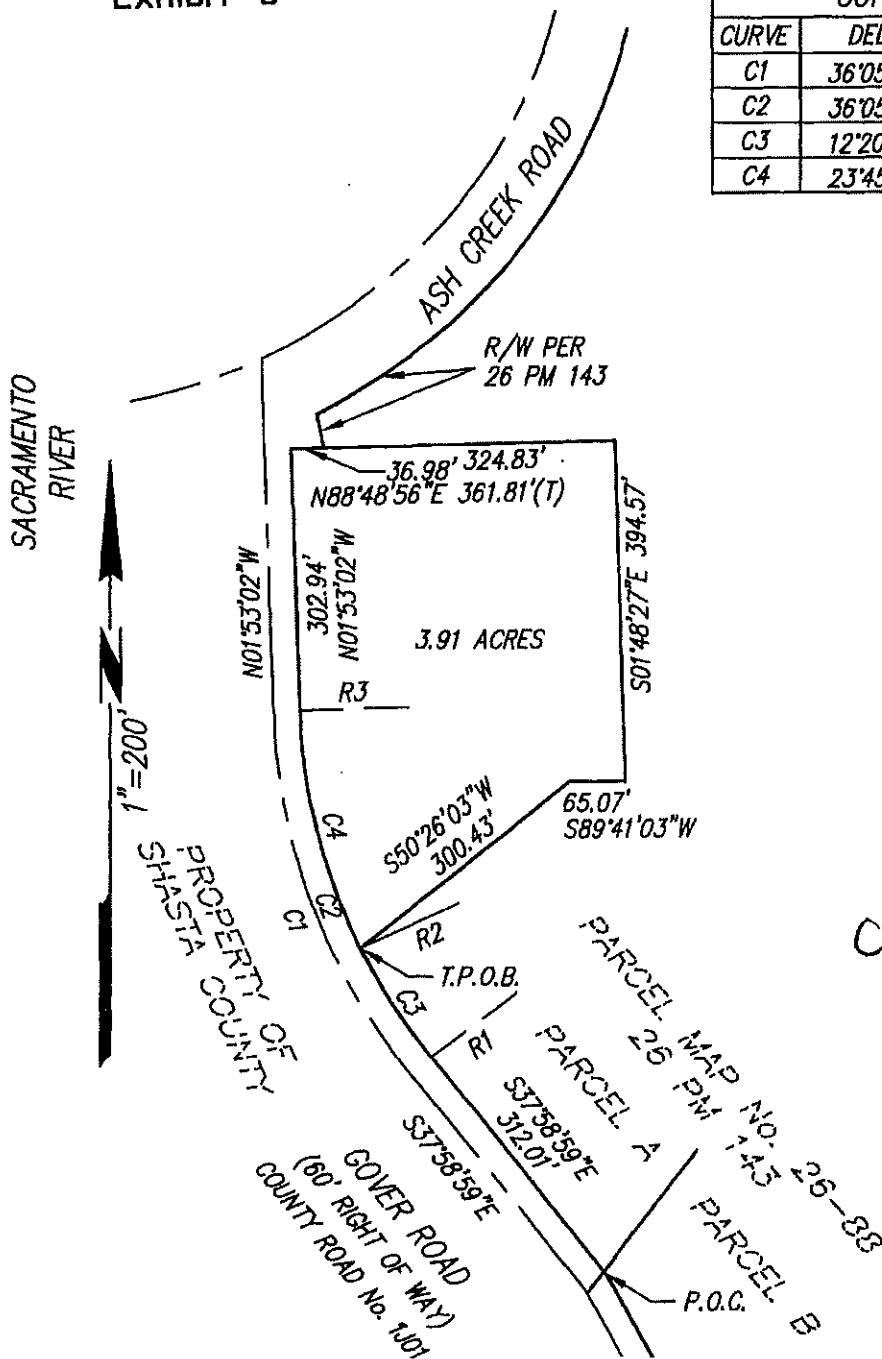 CURVE
C1 36°05
C2 36°05
C3 12°20
C4 23°45
ASH CREEK ROAD
R/W PER
26 PM 143
SACRAMENTO
RIVER
36.98' 324.83'
N88°48'56"E 361.81'(T)
N01°53'02"W
302.94'
N01°53'02"W
3.91 ACRES
S01°48'27"E 394.57'
R3
N
1"=200'
65.07'
S89°41'03"W
S50°26'03"W
300.43'
C4
C2
C1
R2
T.P.O.B.
C3
R1
PROPERTY OF
SHASTA COUNTY
PARCEL MAP NO. 26-88
26 PM 143
PARCEL A
S37°58'59"E
312.01'
S37°58'59"E
GOVER ROAD
(60' RIGHT OF WAY)
COUNTY ROAD No. 1J01
PARCEL B
P.O.C.